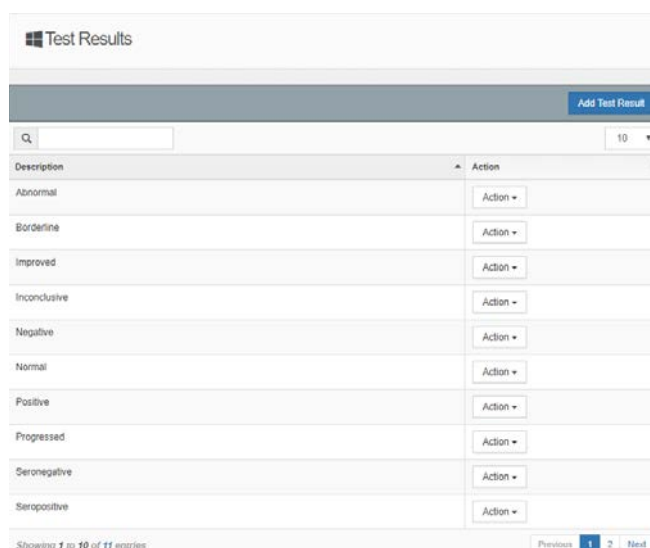 Test Results
Add Test Result
10
Description Action
Abnormal Action
Borderline Action
Improved Action
Inconclusive Action
Negative Action
Normal Action
Positive Action
Progressed Action
Seronegative Action
Seropositive Action
Showing 1 to 10 of 11 entries Previous 1 2 Next